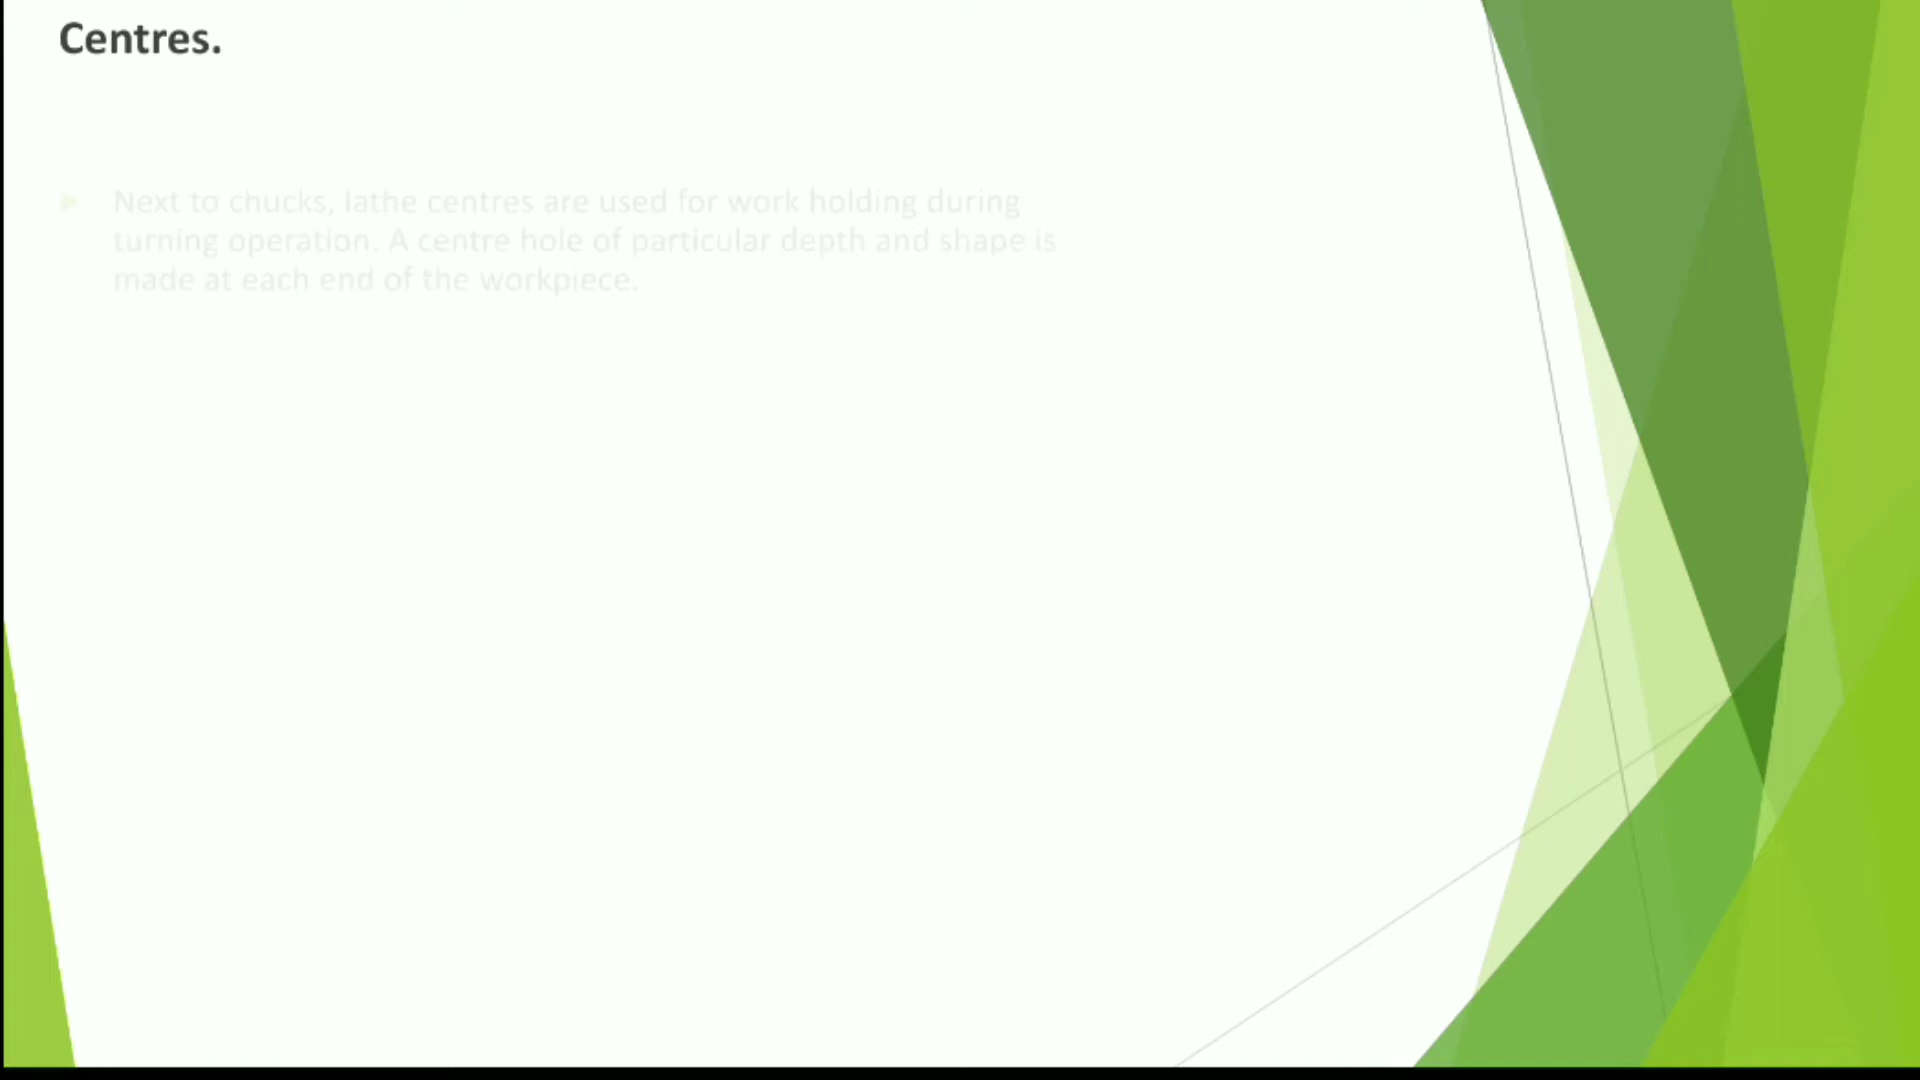 Centres.
Next to chucks, lathe centres are used for work holding during
turning operation. A centre hole of particular depth and shape is
made at each end of the workpiece.